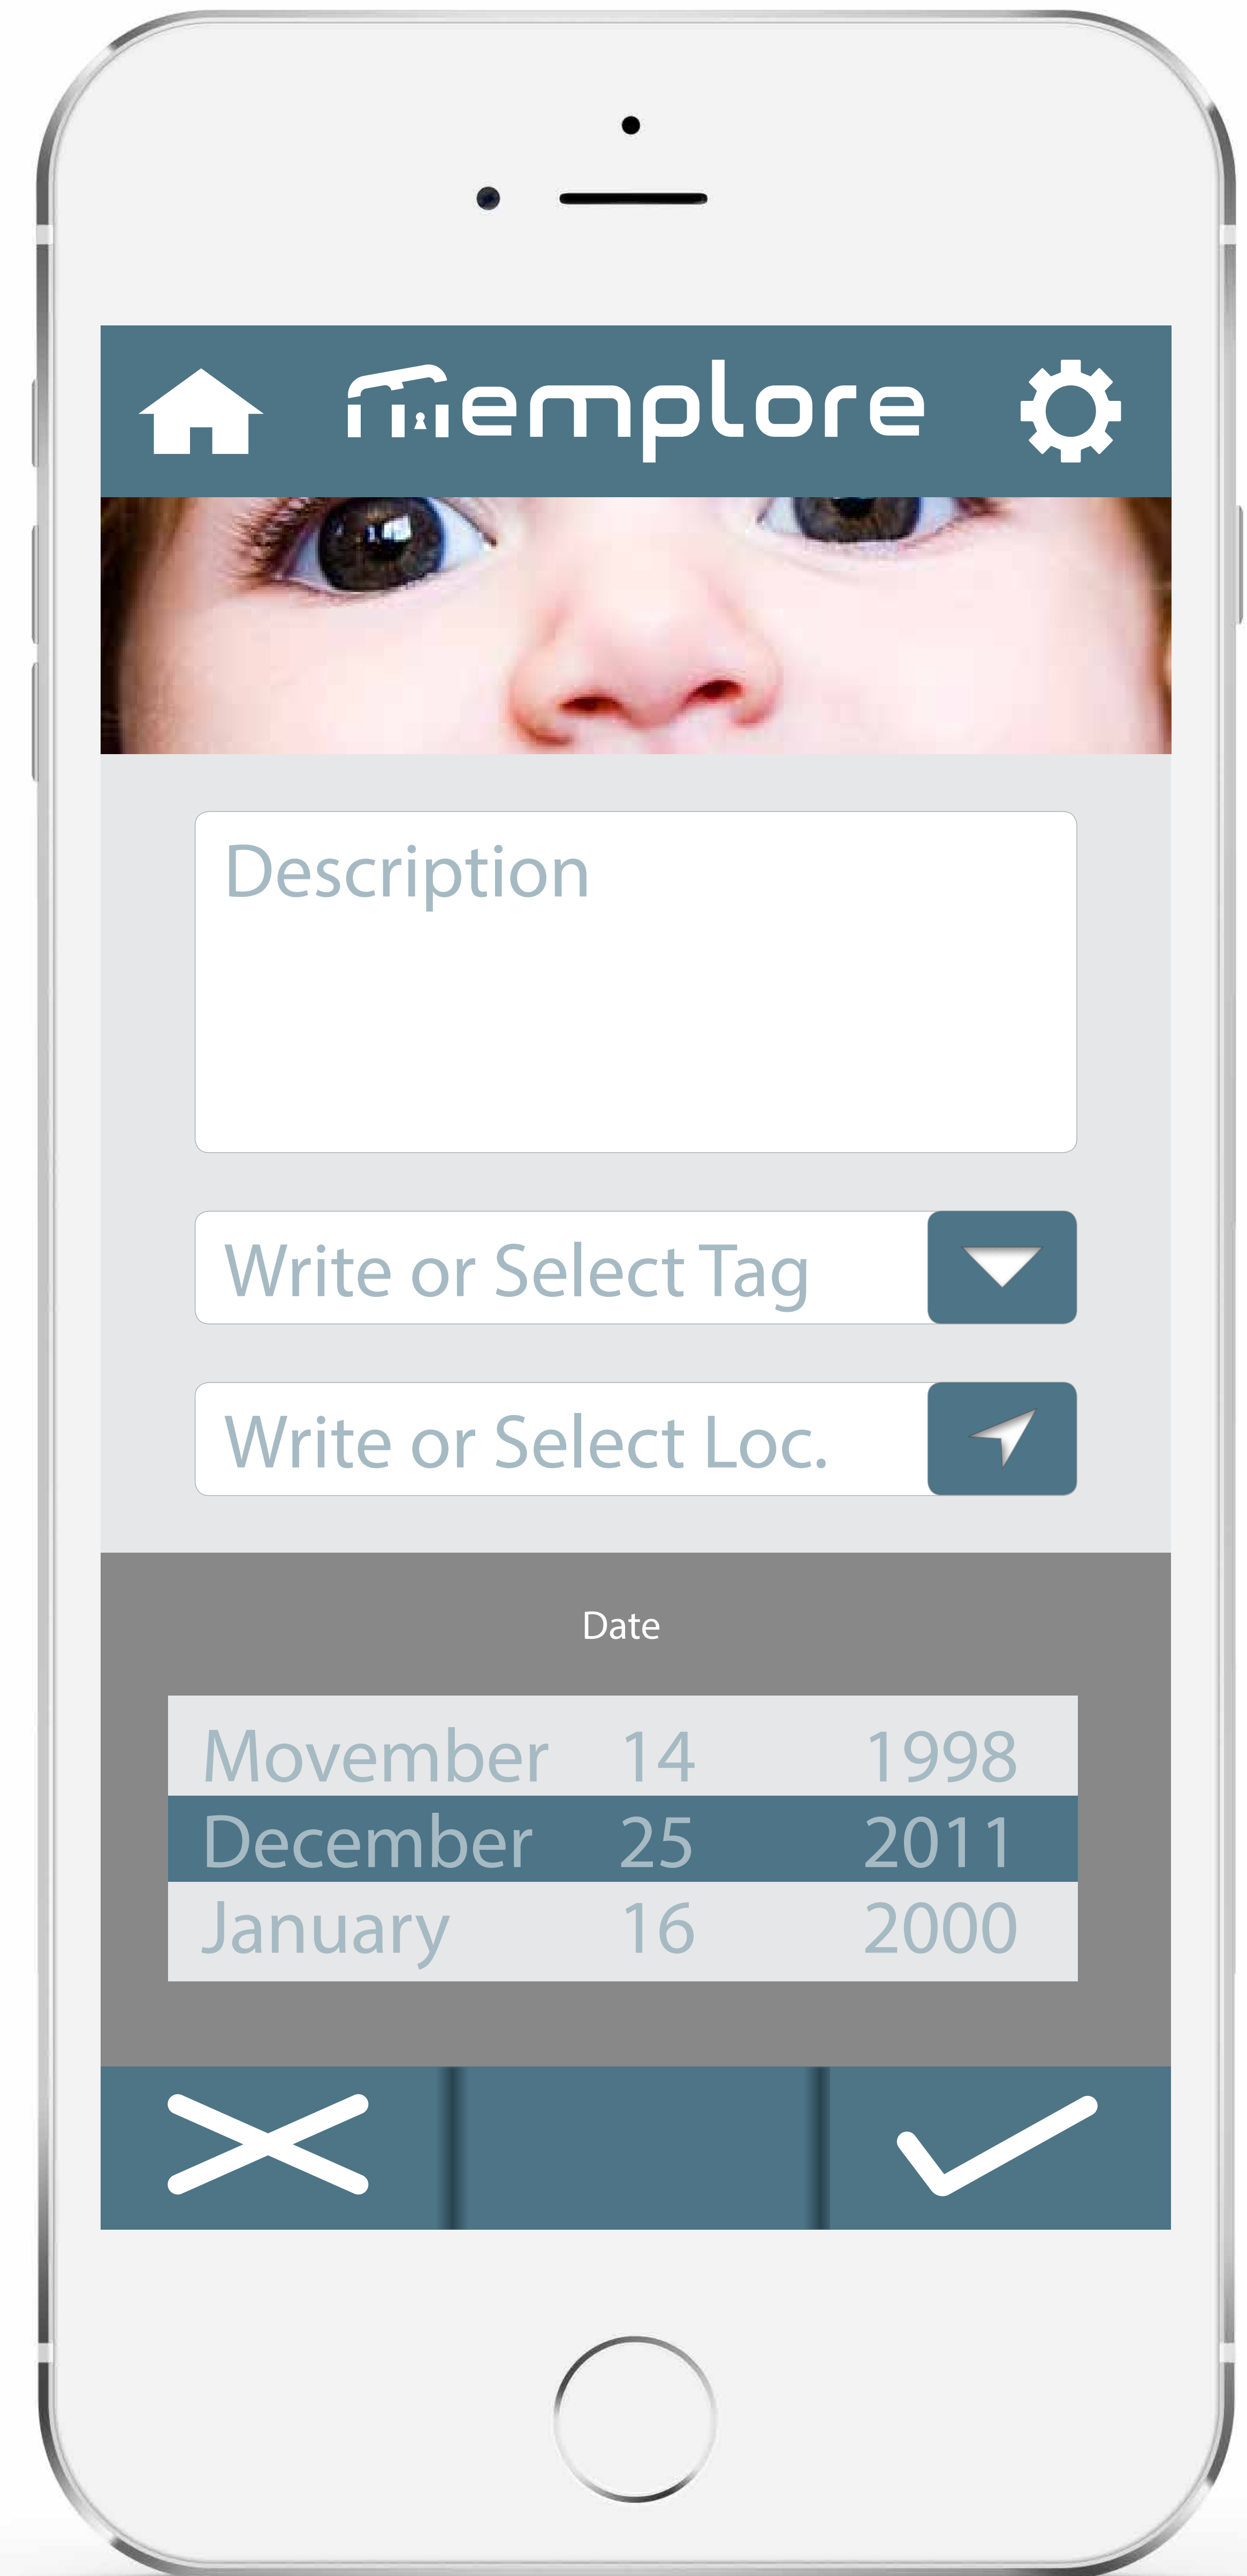 memplore
Description
Write or Select Tag
Write or Select Loc.
Date
Movember 14 1998
December 25 2011
January 16 2000